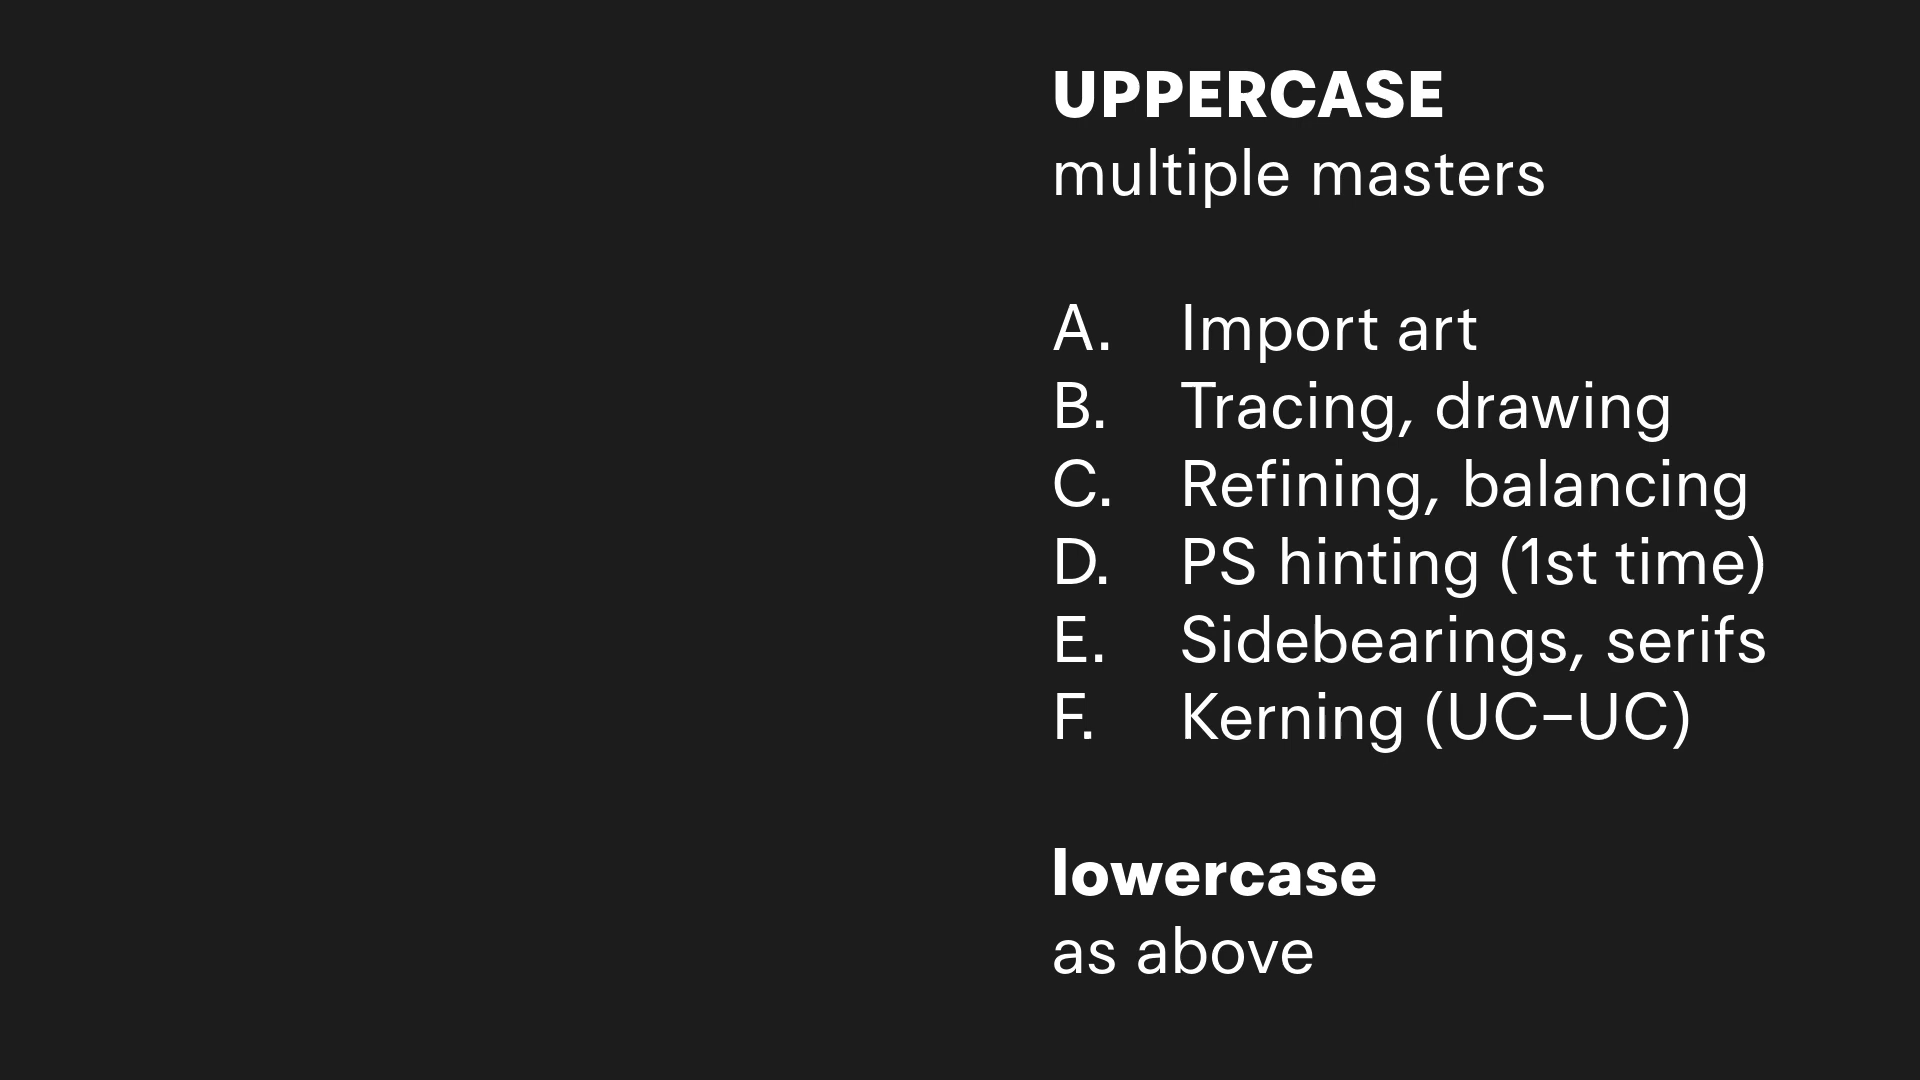 UPPERCASE
multiple masters
A. Import art
B. Tracing, drawing
C. Refining, balancing
D. PS hinting (1st time)
E. Sidebearings, serifs
F. Kerning (UC–UC)
lowercase
as above